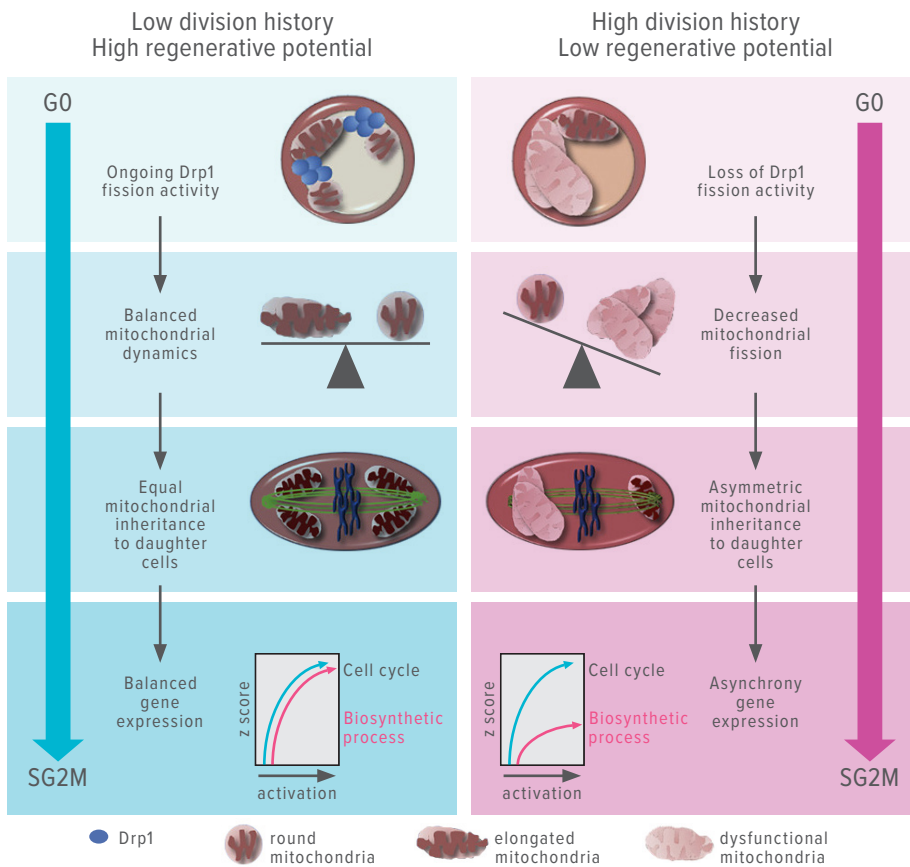 Low division history
High regenerative potential
High division history
Low regenerative potential
G0
Ongoing Drp1
fission activity
Balanced
mitochondrial
dynamics
Equal
mitochondrial
inheritance
to daughter
cells
Balanced
gene
expression
z score
Cell cycle
Biosynthetic
process
activation
SG2M
G0
Loss of Drp1
fission activity
Decreased
mitochondrial
fission
Asymmetric
mitochondrial
inheritance
to daughter
cells
Asynchrony
gene
expression
z score
Cell cycle
Biosynthetic
process
activation
SG2M
Drp1
round
mitochondria
elongated
mitochondria
dysfunctional
mitochondria